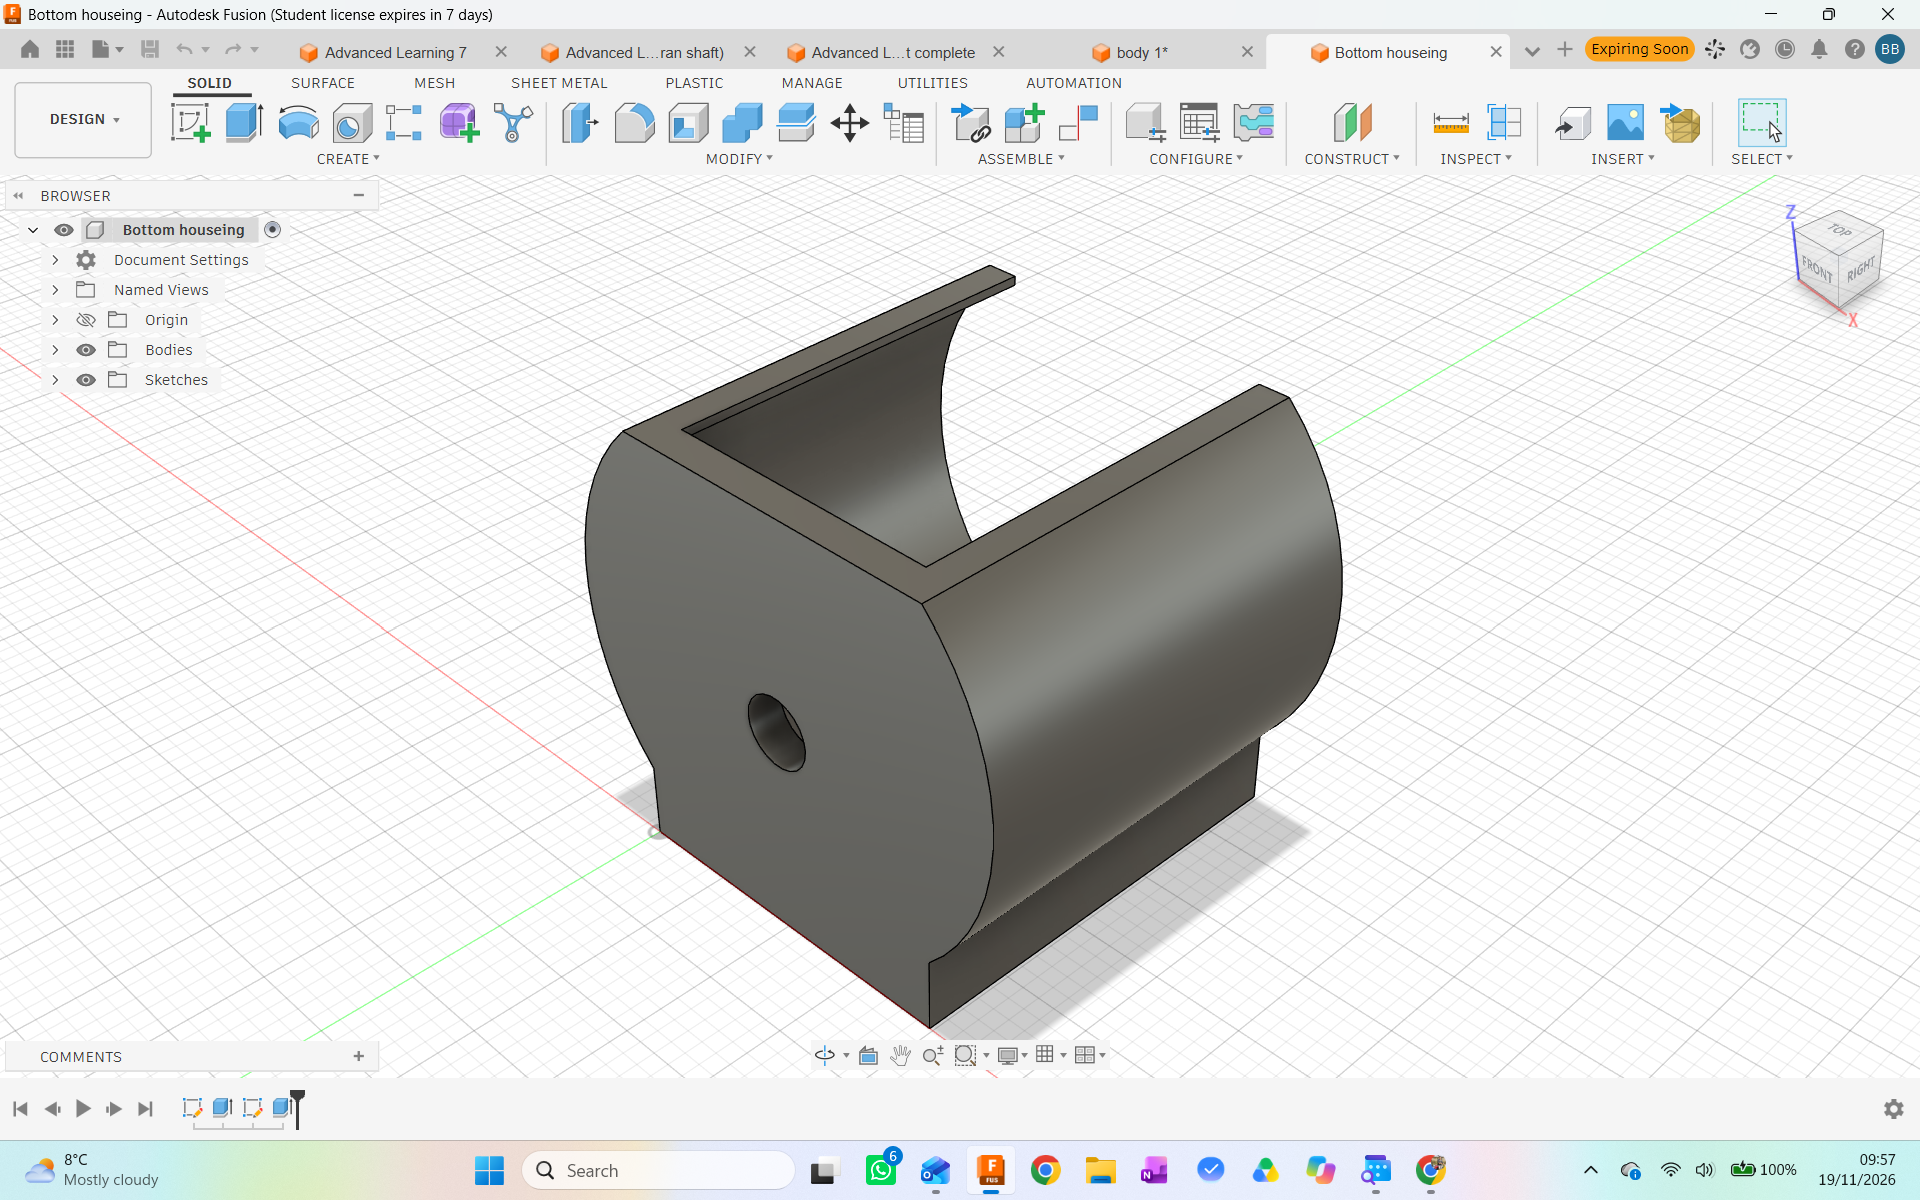 Bottom houseing - Autodesk Fusion (Student license expires in 7 days)
Advanced Learning 7
Advanced L...ran shaft)
Advanced L...t complete
body 1*
Bottom houseing
Expiring Soon
BB
DESIGN
SOLID
SURFACE
MESH
SHEET METAL
PLASTIC
MANAGE
UTILITIES
AUTOMATION
CREATE
MODIFY
ASSEMBLE
CONFIGURE
CONSTRUCT
INSPECT
INSERT
SELECT
BROWSER
Bottom houseing
Document Settings
Named Views
Origin
Bodies
Sketches
Z
TOP
FRONT
RIGHT
X
COMMENTS
8°C
Mostly cloudy
Search
6
100%
09:57
19/11/2026